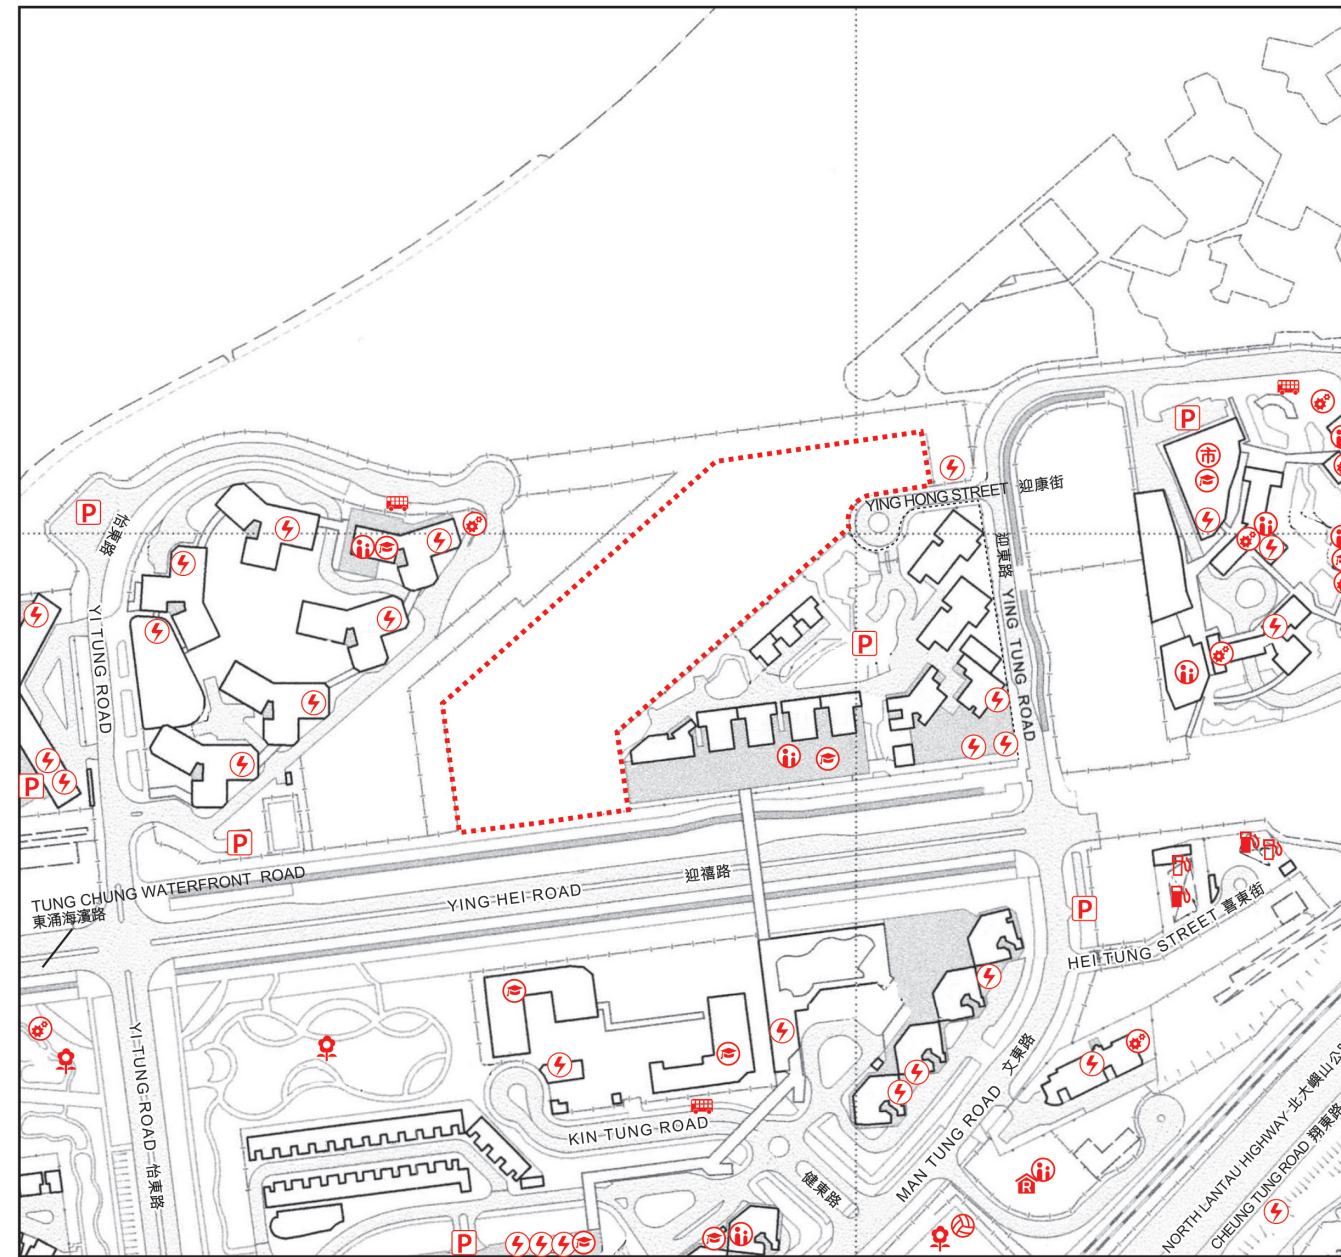 P
市
YING HONG STREET 迎康街
P
怡東路
迎東路 YING TUNG ROAD
YI TUNG ROAD
P
P
P
TUNG CHUNG WATERFRONT ROAD
東涌海濱路
YING HEI ROAD
迎禧路
P
HEI TUNG STREET 喜東街
YI TUNG ROAD 怡東路
KIN TUNG ROAD
健東路
MAN TUNG ROAD 文東路
R
NORTH LANTAU HIGHWAY 北大嶼山公
CHEUNG TUNG ROAD 翔東路
P